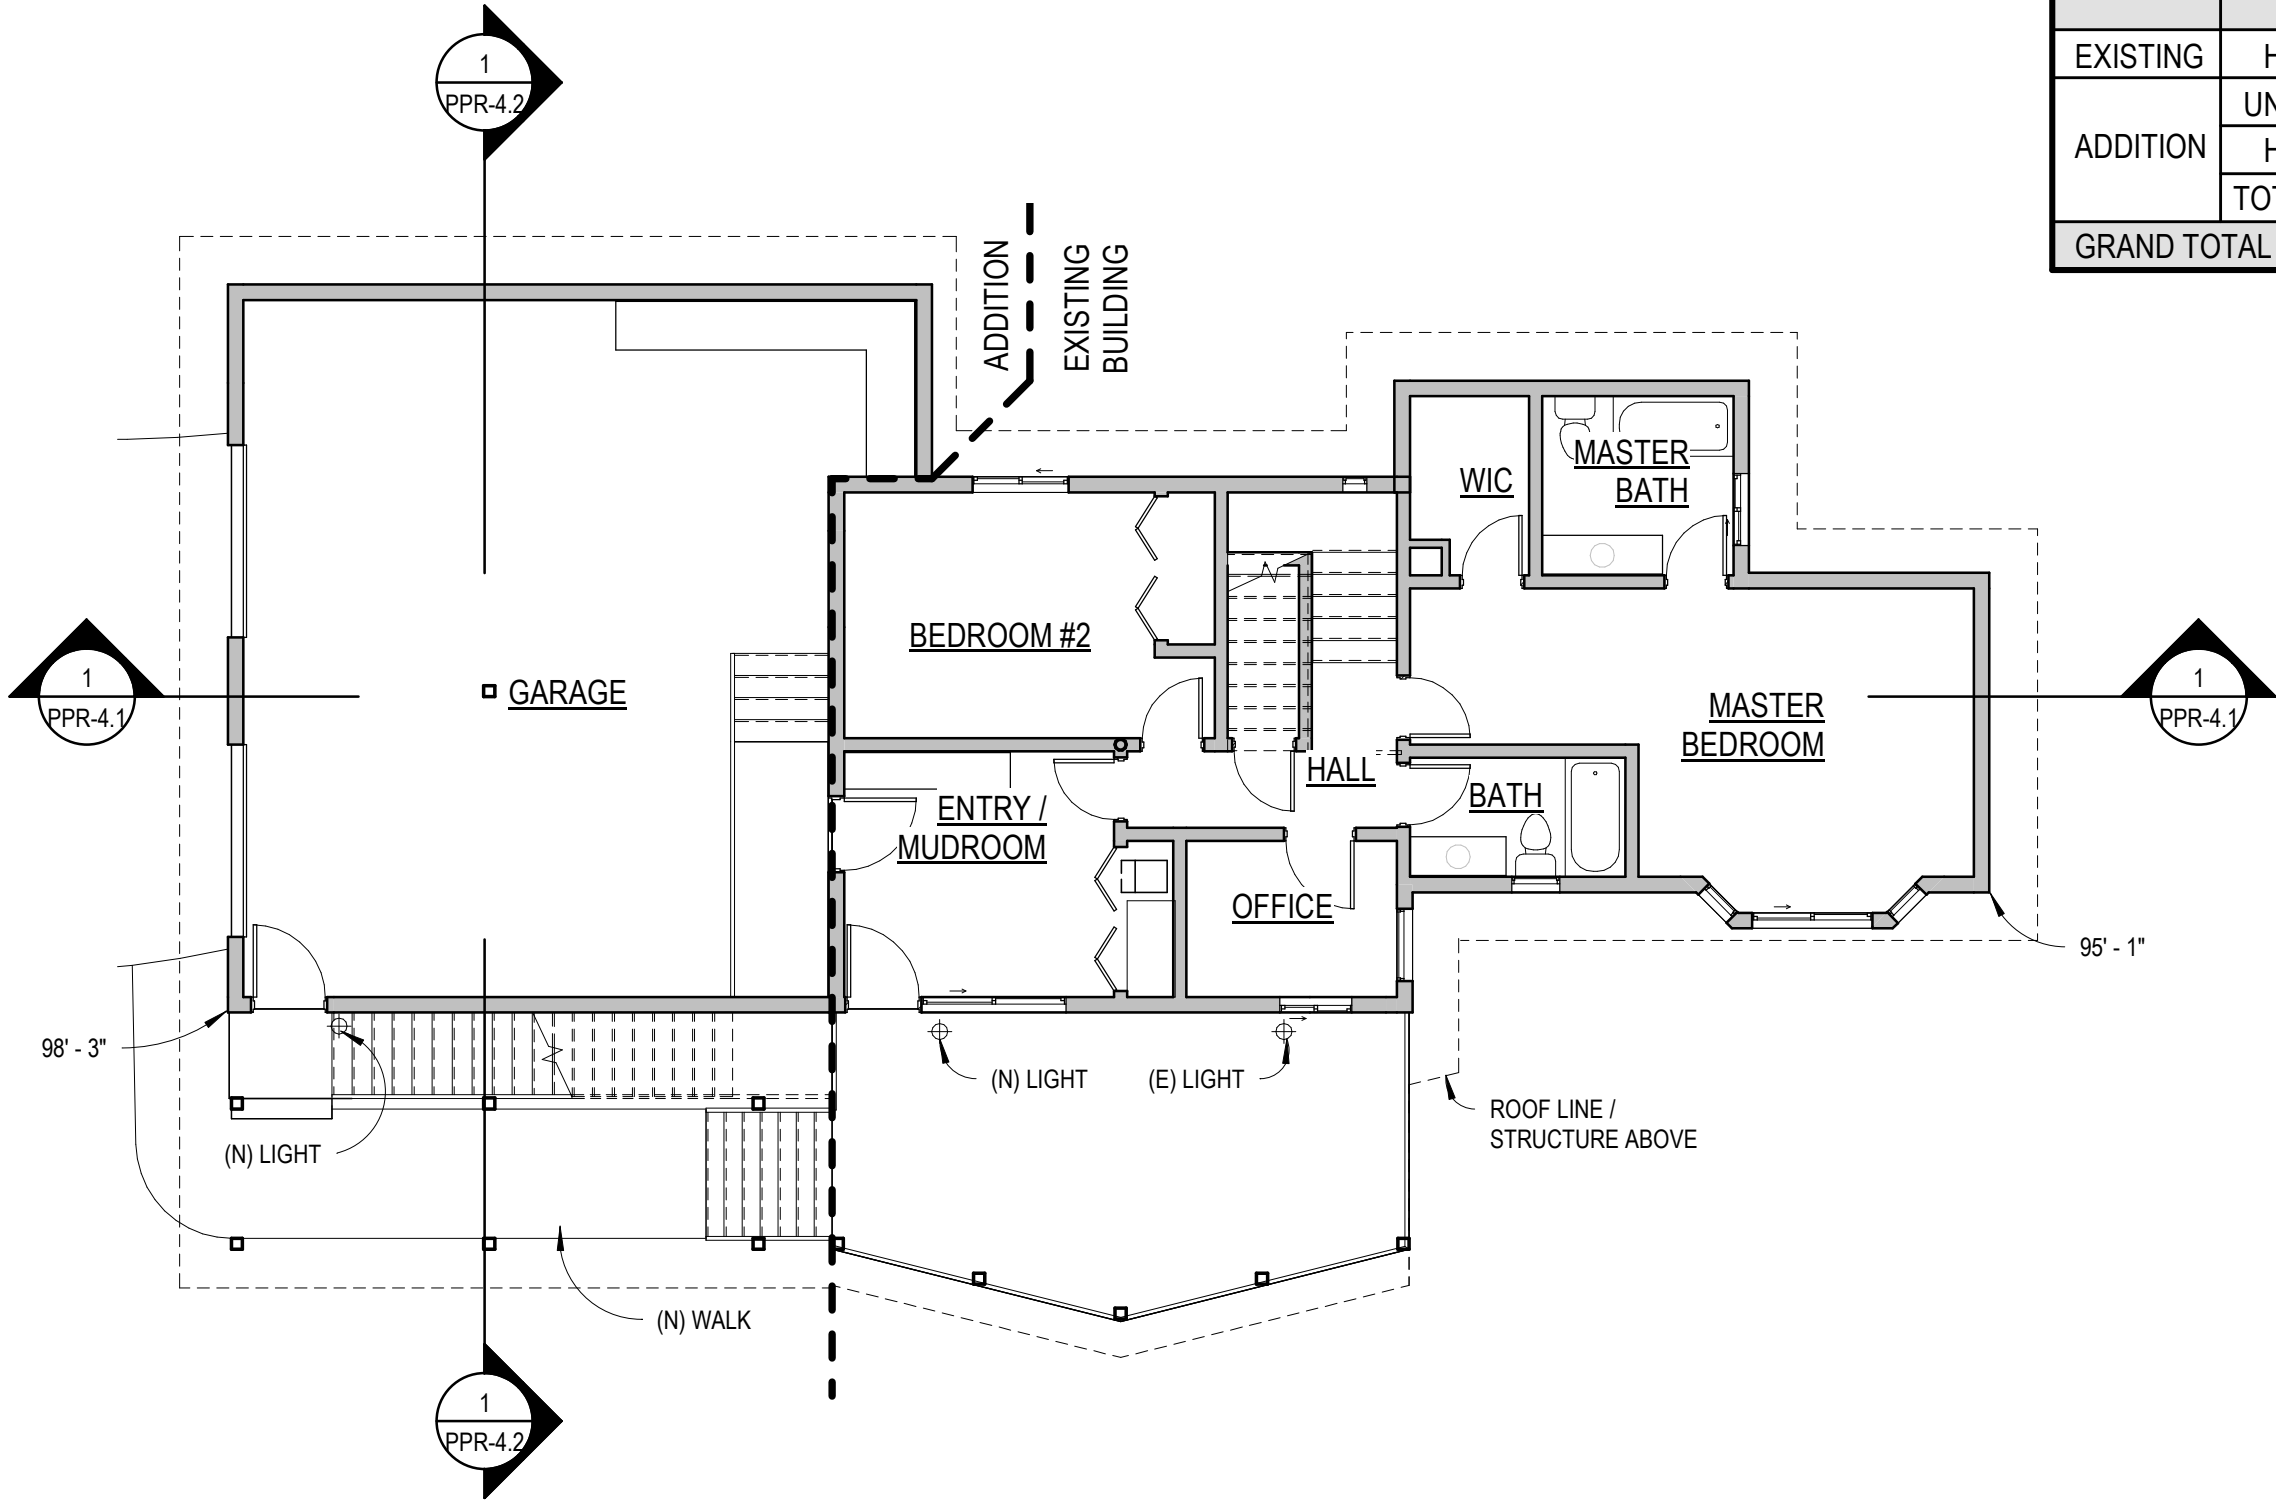 1
PPR-4.2
EXISTING
ADDITION
GRAND TOTAL
ADDITION
EXISTING
BUILDING
WIC
MASTER
BATH
BEDROOM #2
1
PPR-4.1
GARAGE
MASTER
BEDROOM
1
PPR-4.1
HALL
BATH
ENTRY /
MUDROOM
OFFICE
95' - 1"
98' - 3"
(N) LIGHT
(E) LIGHT
ROOF LINE /
STRUCTURE ABOVE
(N) LIGHT
(N) WALK
1
PPR-4.2